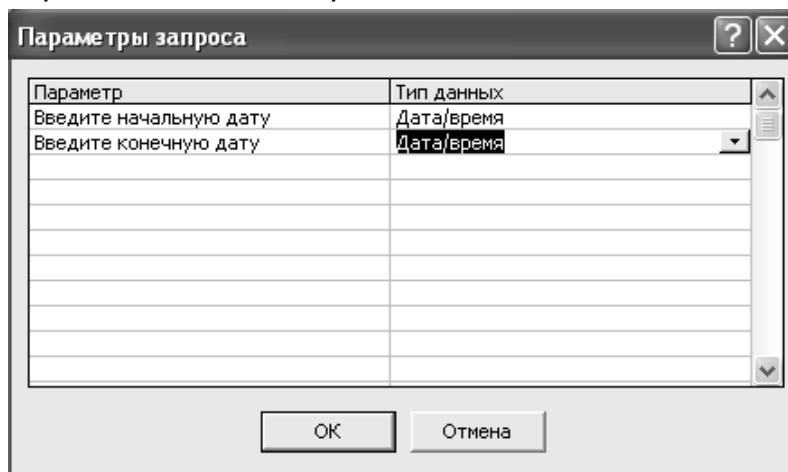 Параметры запроса
Параметр Тип данных
Введите начальную дату Дата/время
Введите конечную дату Дата/время
ОК Отмена